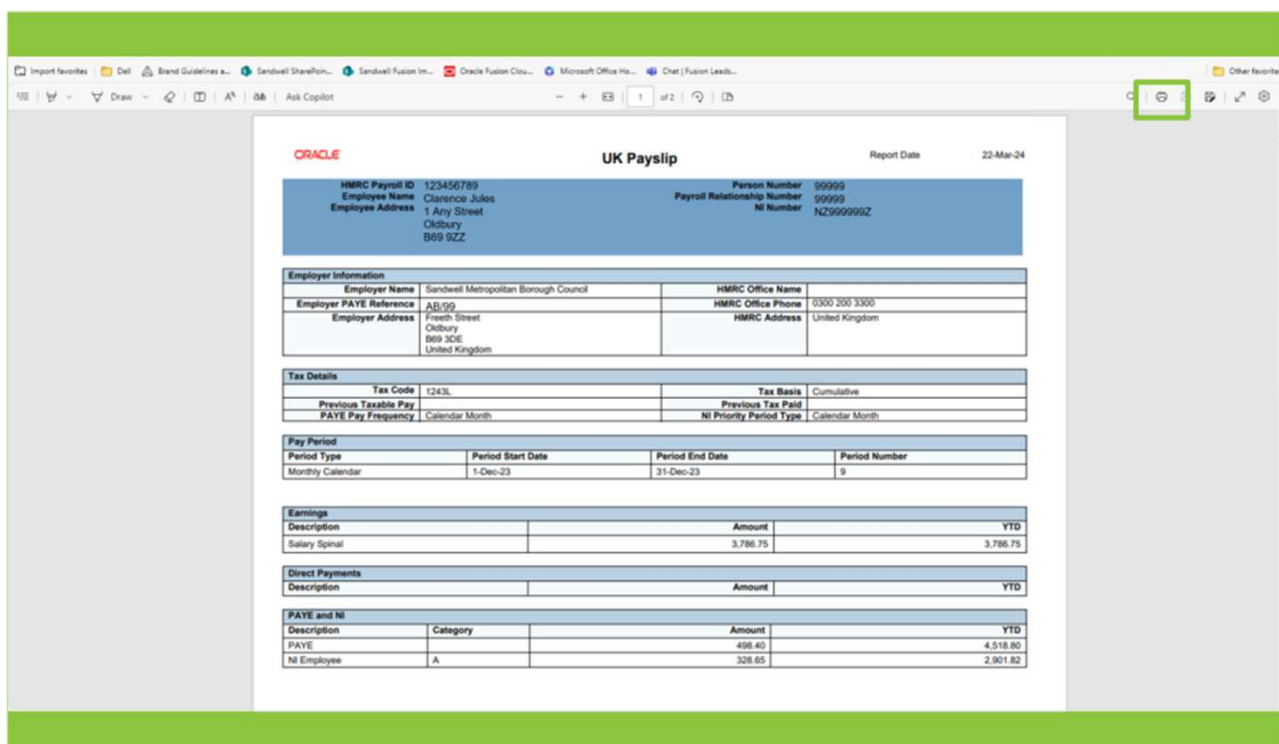 Import favorites Dell Brand Guidelines a... Sandwell SharePoin... Sandwell Fusion Im... Oracle Fusion Clou... Microsoft Office Ho... Chat | Fusion Leads... Other favorites
Draw Ask Copilot 1 of 2
ORACLE UK Payslip Report Date 22-Mar-24
HMRC Payroll ID 123456789 Person Number 99999
Employee Name Clarence Jules Payroll Relationship Number 99999
Employee Address 1 Any Street NI Number NZ999999Z
Oldbury
B69 9ZZ
Employer Information
Employer Name Sandwell Metropolitan Borough Council HMRC Office Name
Employer PAYE Reference AB/99 HMRC Office Phone 0300 200 3300
Employer Address Freeth Street HMRC Address United Kingdom
Oldbury
B69 3DE
United Kingdom
Tax Details
Tax Code 1243L Tax Basis Cumulative
Previous Taxable Pay Previous Tax Paid
PAYE Pay Frequency Calendar Month NI Priority Period Type Calendar Month
Pay Period
Period Type Period Start Date Period End Date Period Number
Monthly Calendar 1-Dec-23 31-Dec-23 9
Earnings
Description Amount YTD
Salary Spinal 3,786.75 3,786.75
Direct Payments
Description Amount YTD
PAYE and NI
Description Category Amount YTD
PAYE 498.40 4,518.80
NI Employee A 328.65 2,901.82